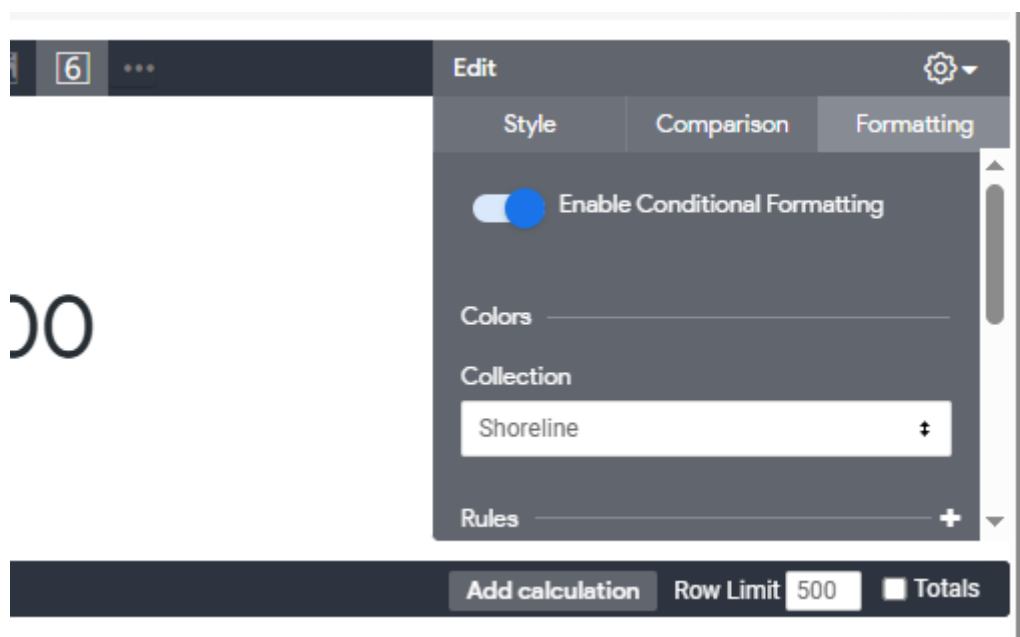 6 ...
Edit
Style Comparison Formatting
Enable Conditional Formatting
00
Colors
Collection
Shoreline
Rules +
Add calculation Row Limit 500 Totals